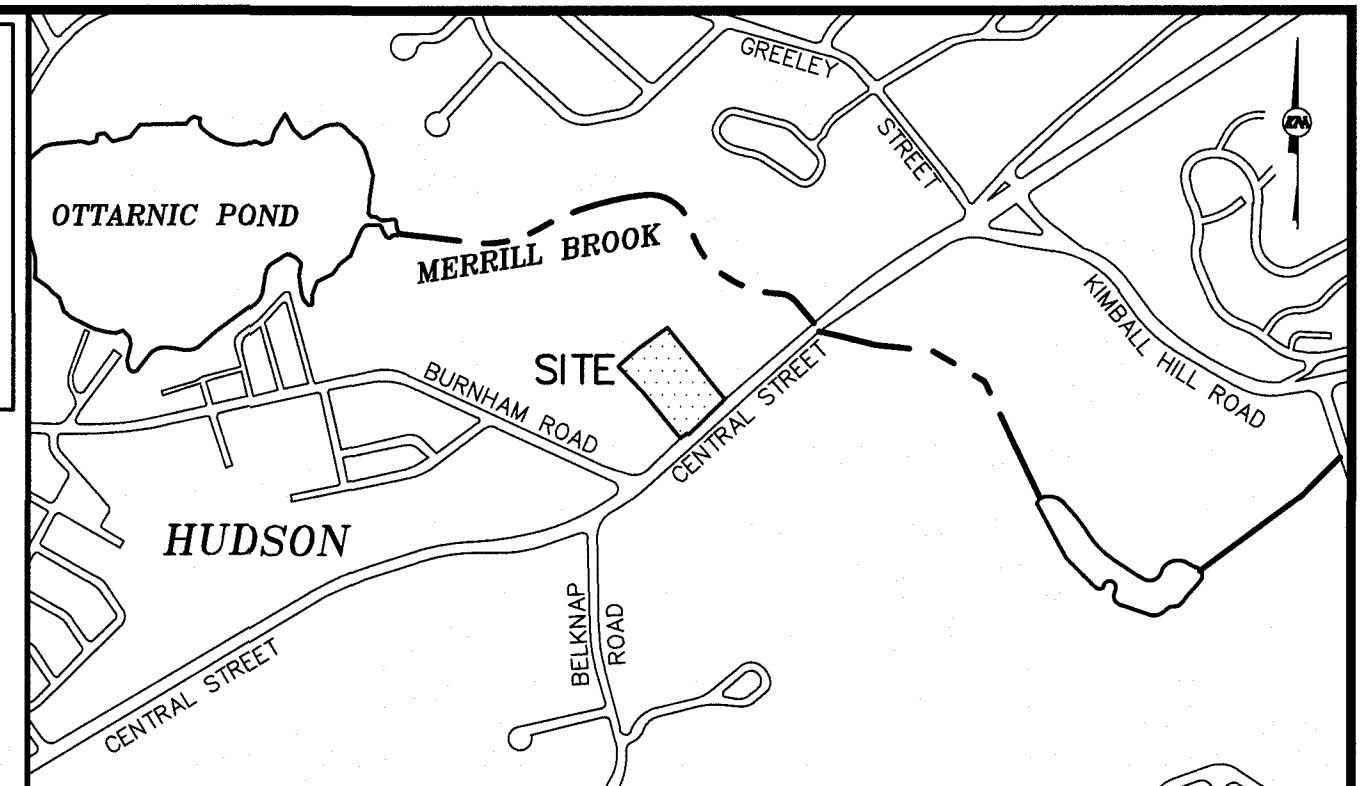 GREELEY
STREET
OTTARNIC POND
MERRILL BROOK
KIMBALL HILL ROAD
SITE
BURNHAM ROAD
CENTRAL STREET
HUDSON
BELKNAP
ROAD
CENTRAL STREET